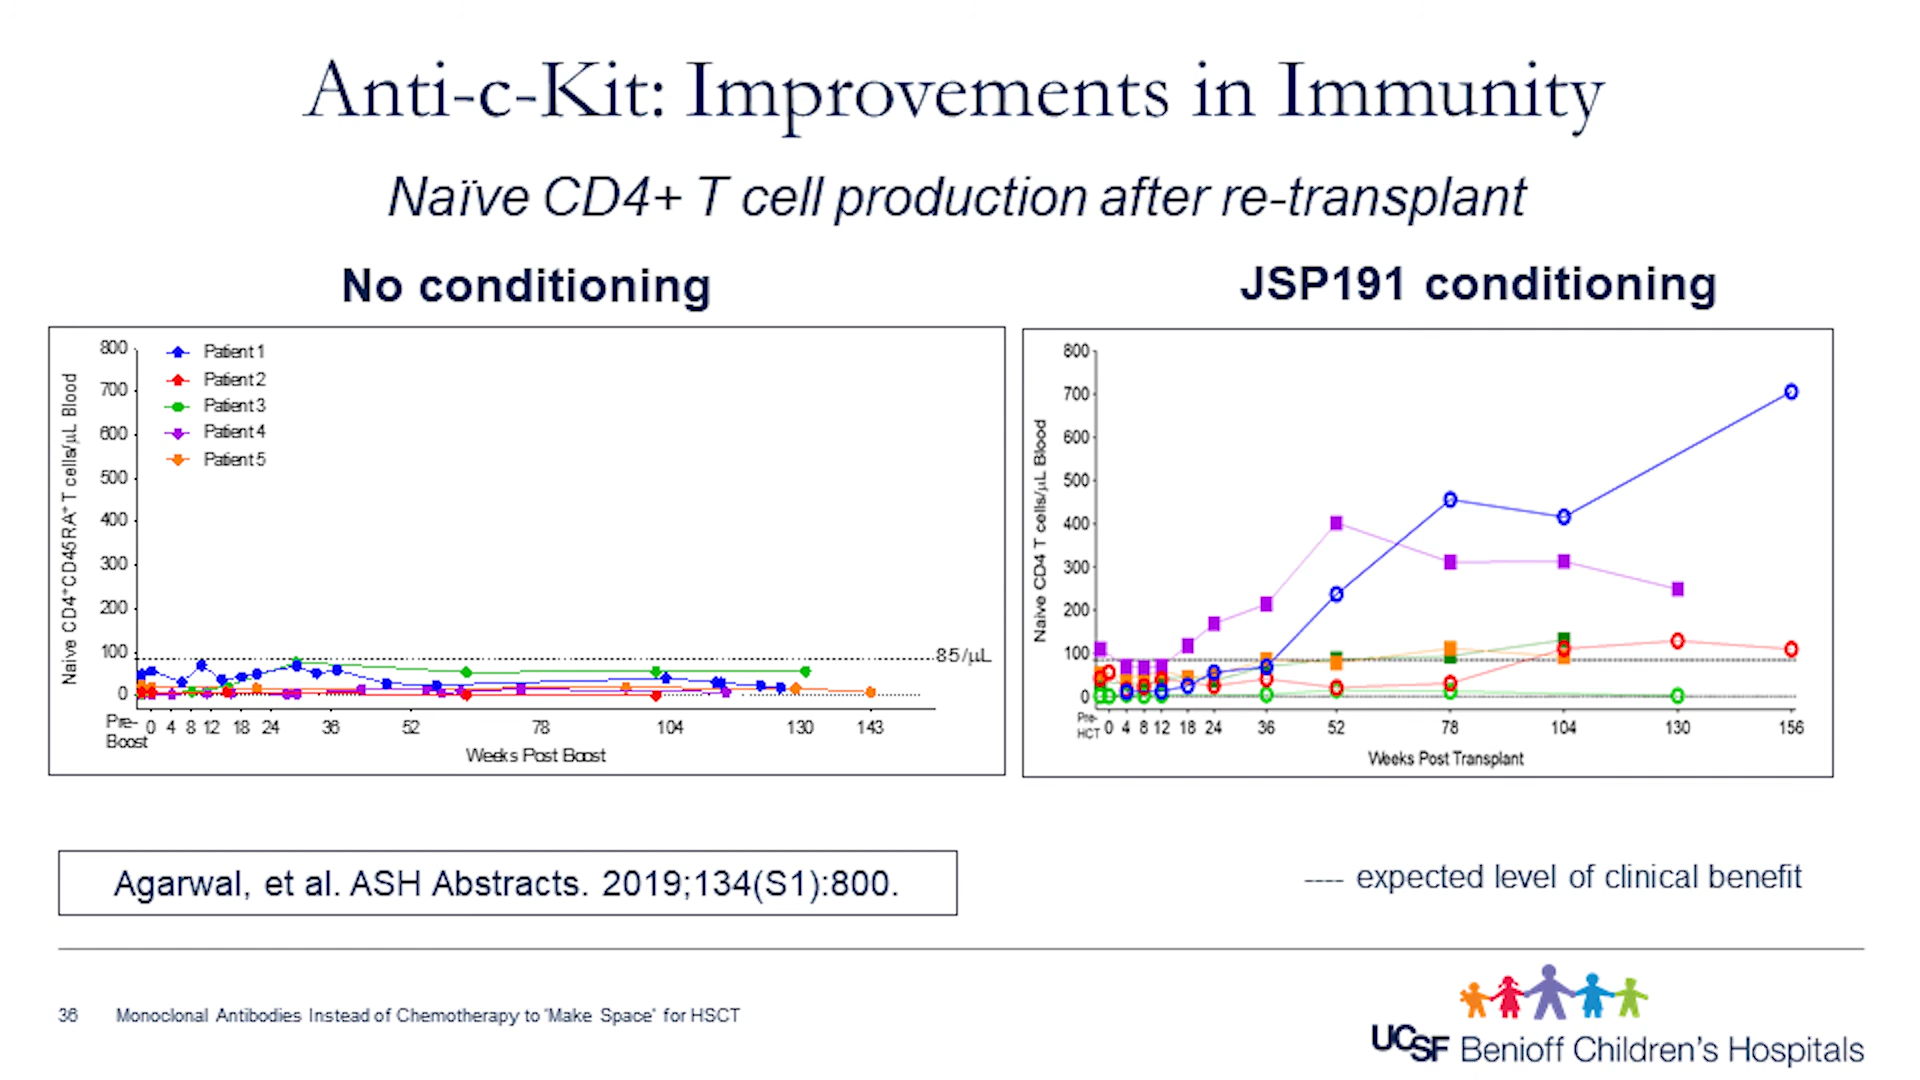 Anti-c-Kit: Improvements in Immunity
Naïve CD4+ T cell production after re-transplant
No conditioning
JSP191 conditioning
Naive CD4+CD45RA+ T cells/µL Blood
800
700
600
500
400
300
200
100
0
Patient 1
Patient 2
Patient 3
Patient 4
Patient 5
85/µL
Pre-Boost 0 4 8 12 18 24 36 52 78 104 130 143
Weeks Post Boost
Naive CD4 T cells/µL Blood
800
700
600
500
400
300
200
100
0
Pre-HCT 0 4 8 12 18 24 36 52 78 104 130 156
Weeks Post Transplant
Agarwal, et al. ASH Abstracts. 2019;134(S1):800.
---- expected level of clinical benefit
36 Monoclonal Antibodies Instead of Chemotherapy to 'Make Space' for HSCT
UCSF Benioff Children's Hospitals